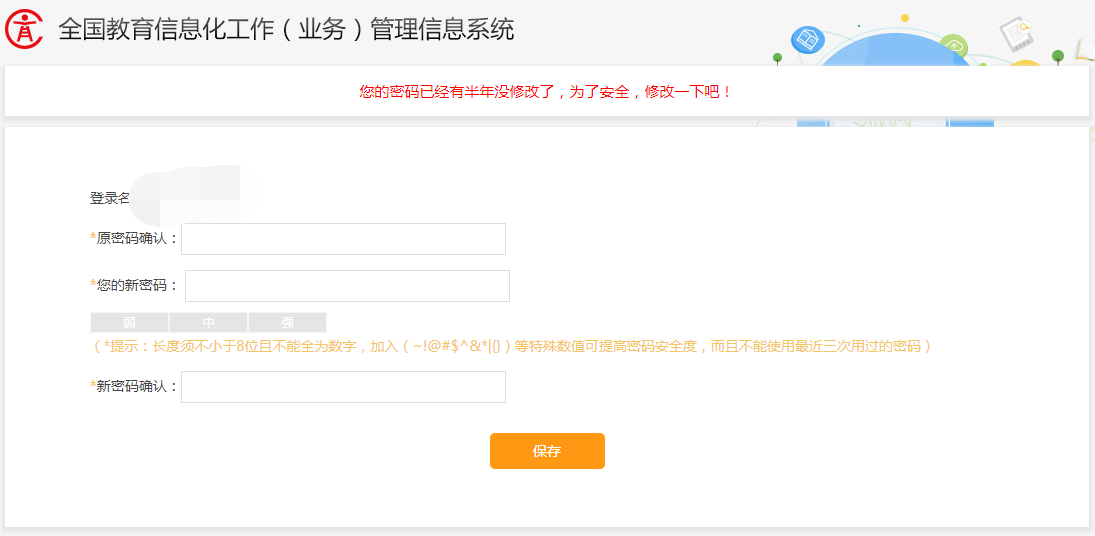 全国教育信息化工作（业务）管理信息系统
您的密码已经有半年没修改了，为了安全，修改一下吧！
登录名
*原密码确认：
*您的新密码：
弱 中 强
（*提示：长度须不小于8位且不能全为数字，加入（~!@#$^&*|{}）等特殊数值可提高密码安全度，而且不能使用最近三次用过的密码）
*新密码确认：
保存